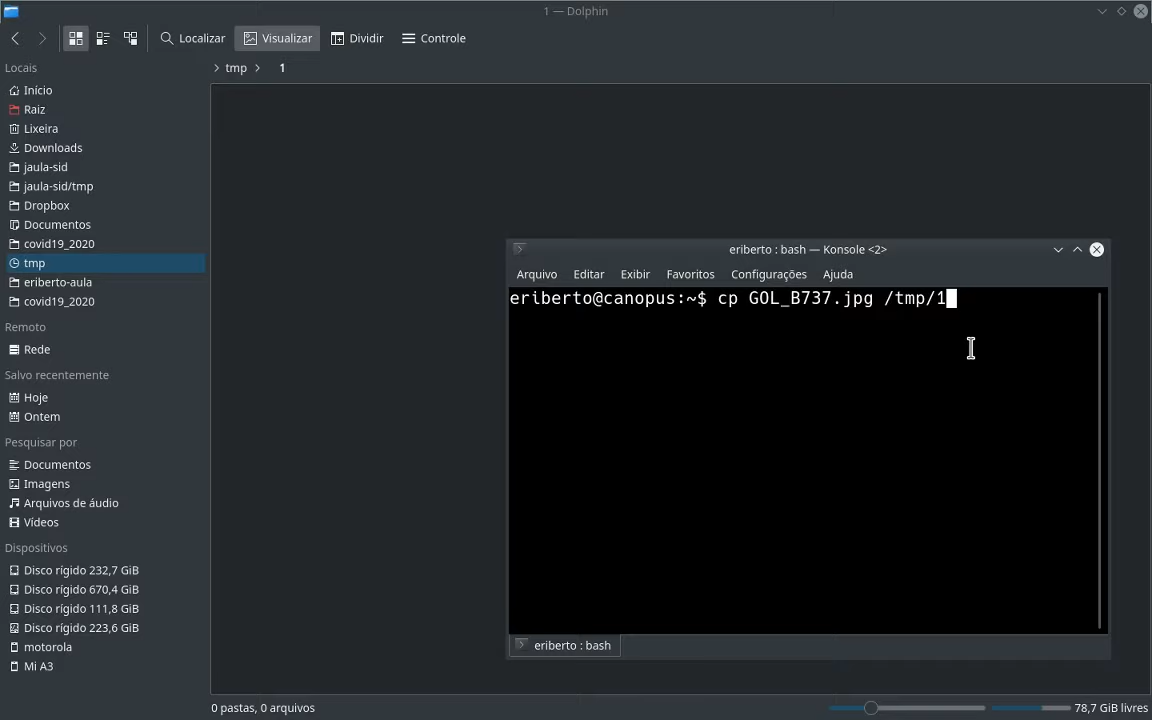 1 — Dolphin
Localizar
Visualizar
Dividir
Controle
Locais
> tmp > 1
Início
Raiz
Lixeira
Downloads
jaula-sid
jaula-sid/tmp
Dropbox
Documentos
covid19_2020
tmp
eriberto-aula
covid19_2020
Remoto
Rede
Salvo recentemente
Hoje
Ontem
Pesquisar por
Documentos
Imagens
Arquivos de áudio
Vídeos
Dispositivos
Disco rígido 232,7 GiB
Disco rígido 670,4 GiB
Disco rígido 111,8 GiB
Disco rígido 223,6 GiB
motorola
Mi A3
eriberto : bash — Konsole <2>
Arquivo Editar Exibir Favoritos Configurações Ajuda
eriberto@canopus:~$ cp GOL_B737.jpg /tmp/1
eriberto : bash
0 pastas, 0 arquivos
78,7 GiB livres